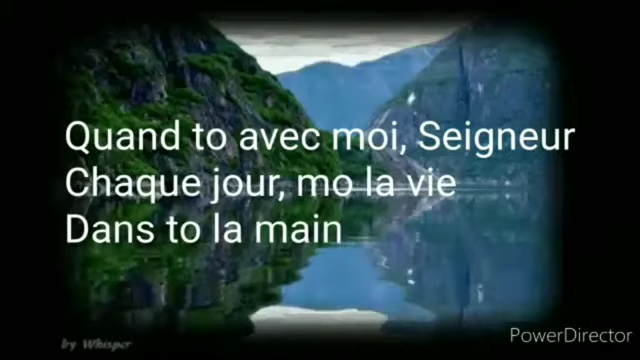 Quand to avec moi, Seigneur
Chaque jour, mo la vie
Dans to la main
by Whisper
PowerDirector